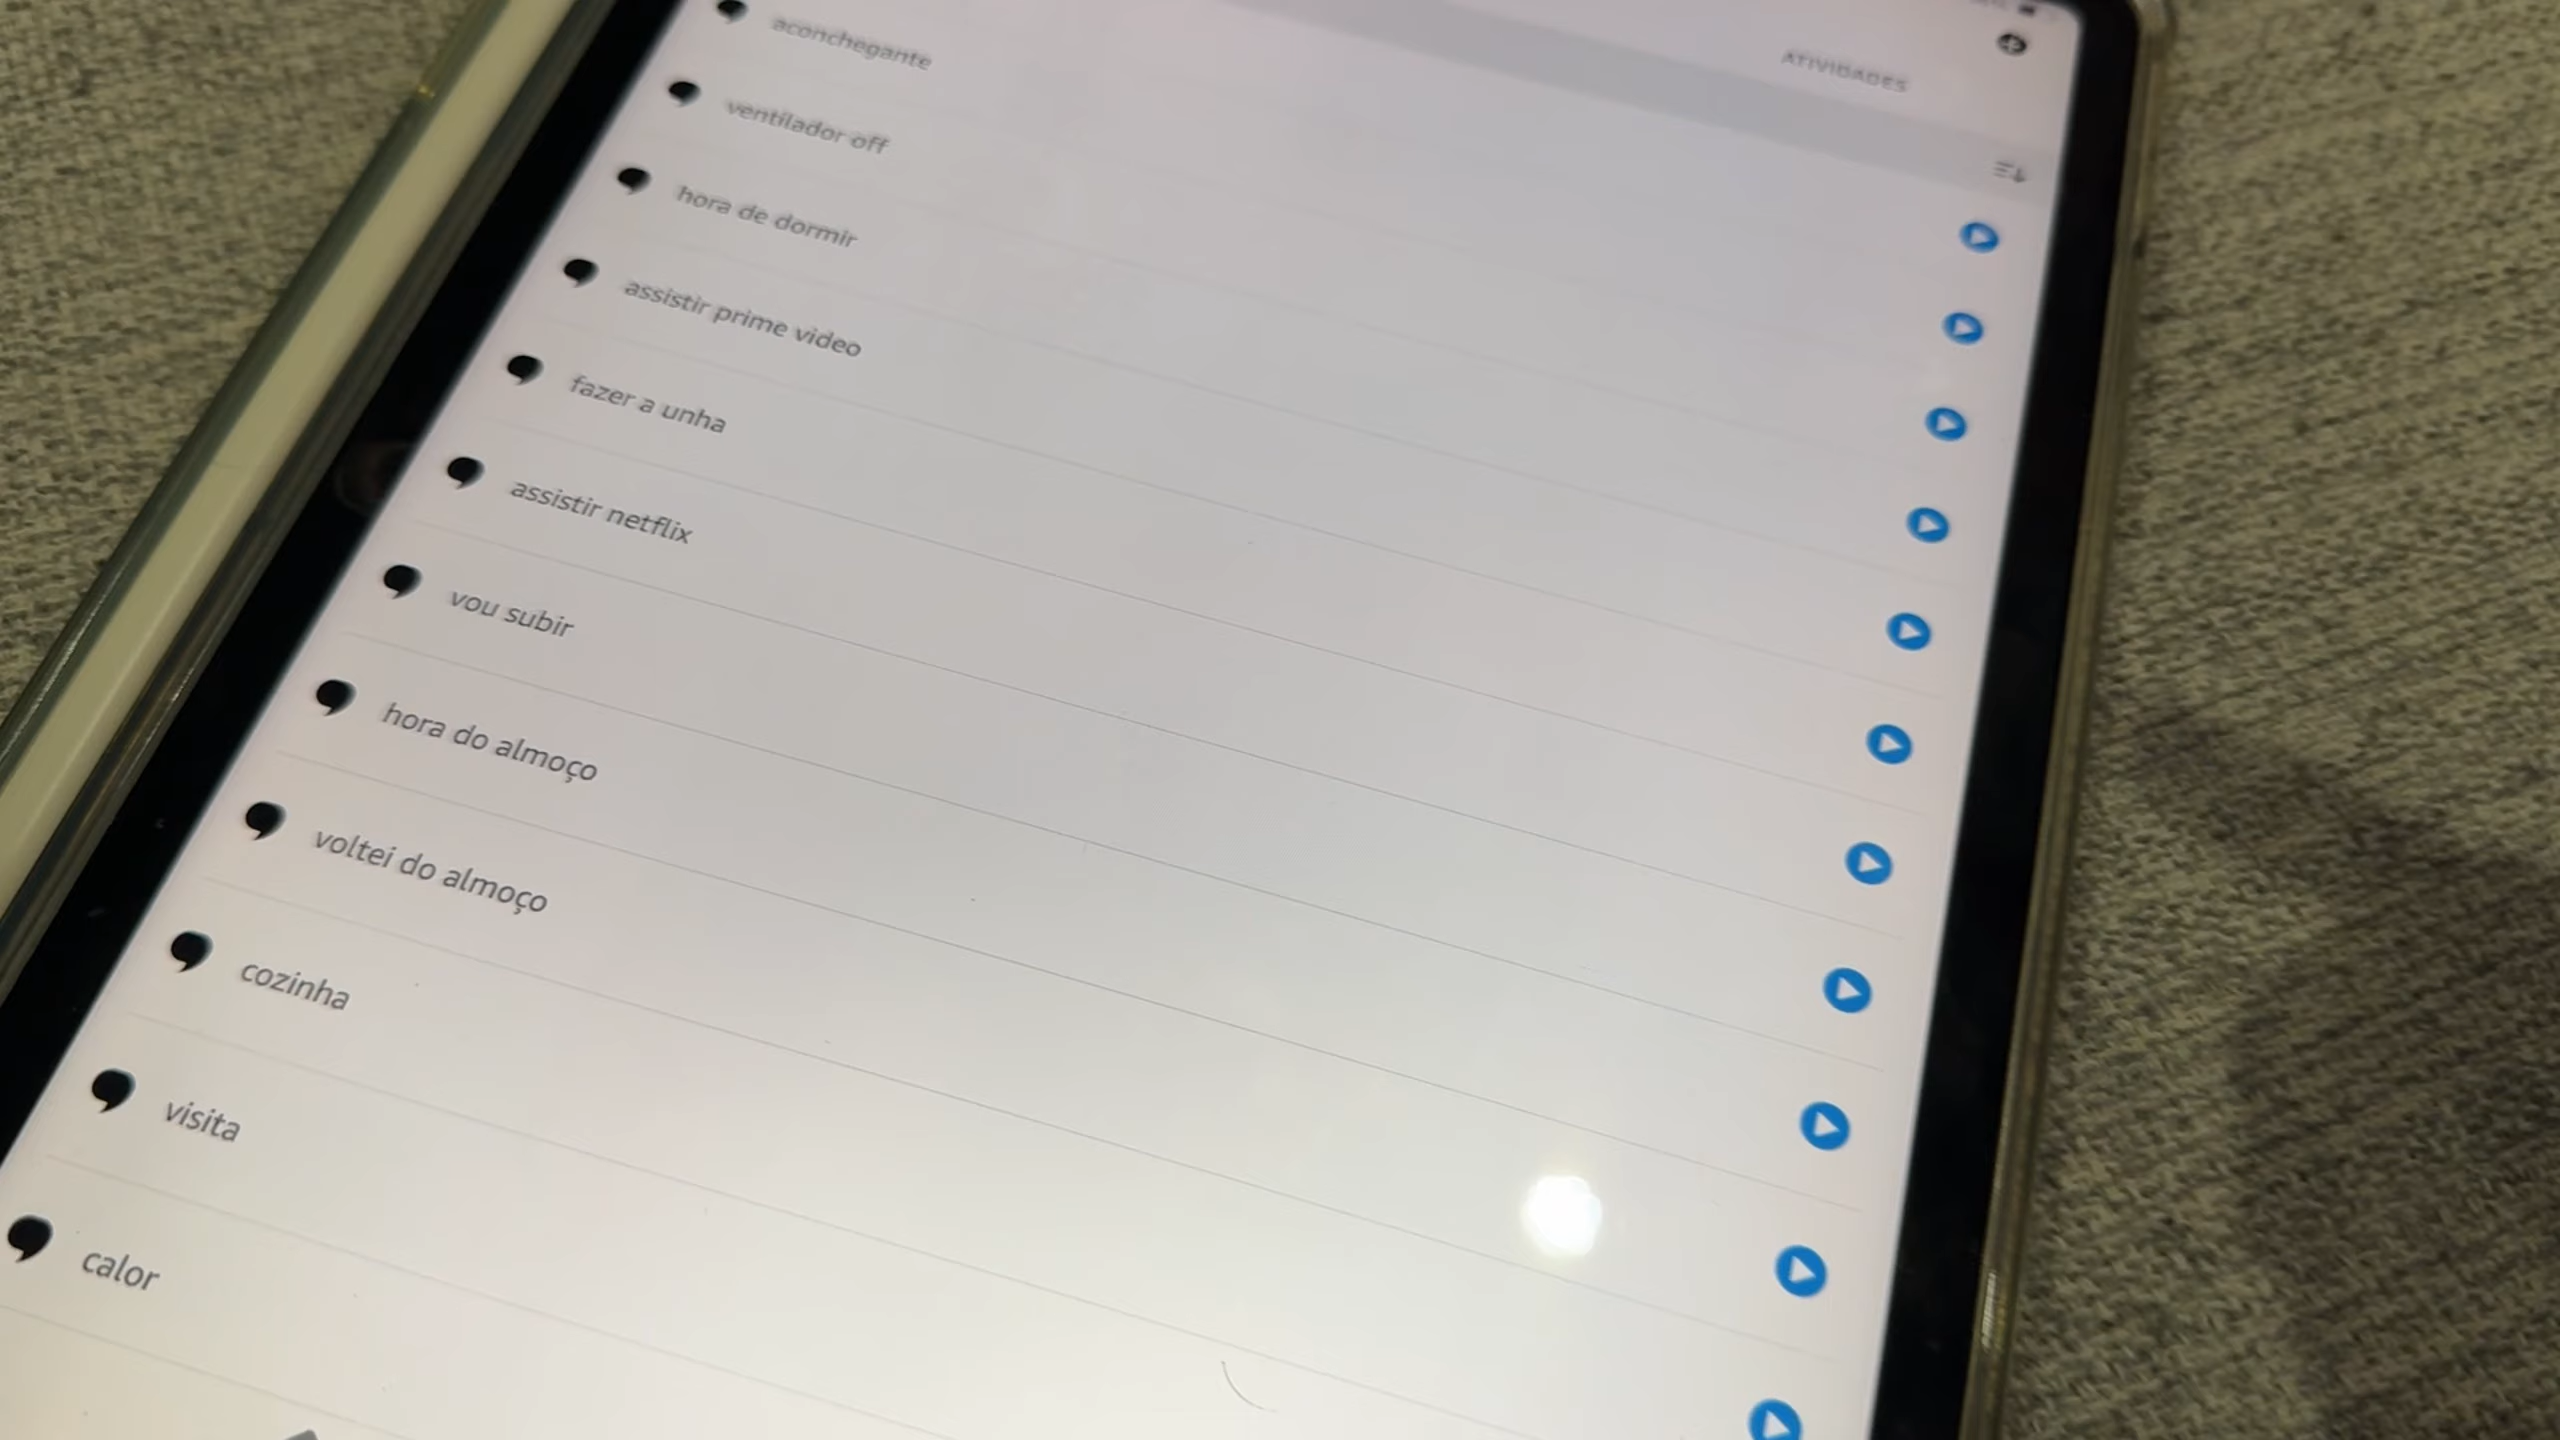 ATIVIDADES
aconchegante
ventilador off
hora de dormir
assistir prime video
fazer a unha
assistir netflix
vou subir
hora do almoço
voltei do almoço
cozinha
visita
calor